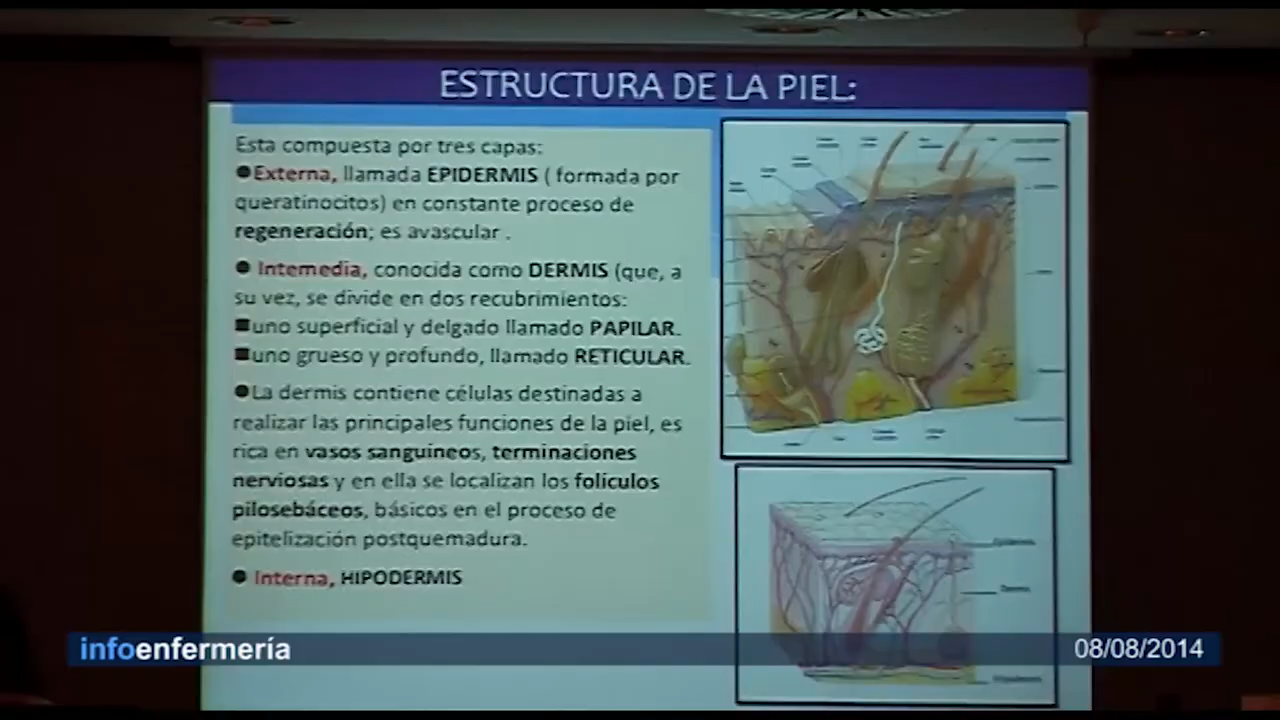 ESTRUCTURA DE LA PIEL:
Esta compuesta por tres capas:
●Externa, llamada EPIDERMIS ( formada por
queratinocitos) en constante proceso de
regeneración; es avascular .
● Intemedia, conocida como DERMIS (que, a
su vez, se divide en dos recubrimientos:
■uno superficial y delgado llamado PAPILAR.
■uno grueso y profundo, llamado RETICULAR.
●La dermis contiene células destinadas a
realizar las principales funciones de la piel, es
rica en vasos sanguineos, terminaciones
nerviosas y en ella se localizan los folículos
pilosebáceos, básicos en el proceso de
epitelización postquemadura.
● Interna, HIPODERMIS
Epidermis
Dermis
infoenfermería
08/08/2014